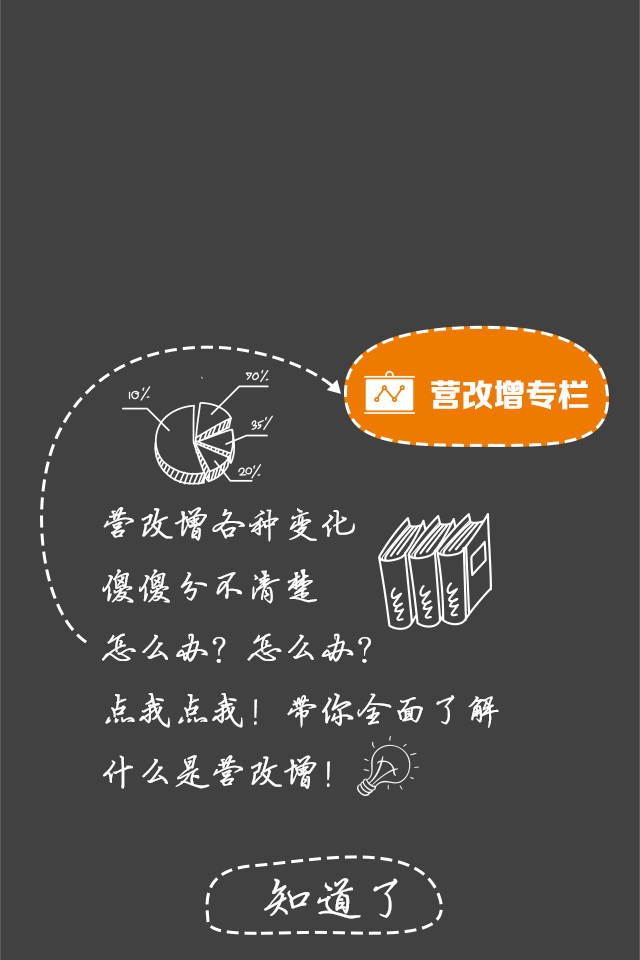 90%
10%
营改增专栏
35%
20%
营改增各种变化
傻傻分不清楚
怎么办？怎么办？
点我点我！带你全面了解
什么是营改增！
知道了